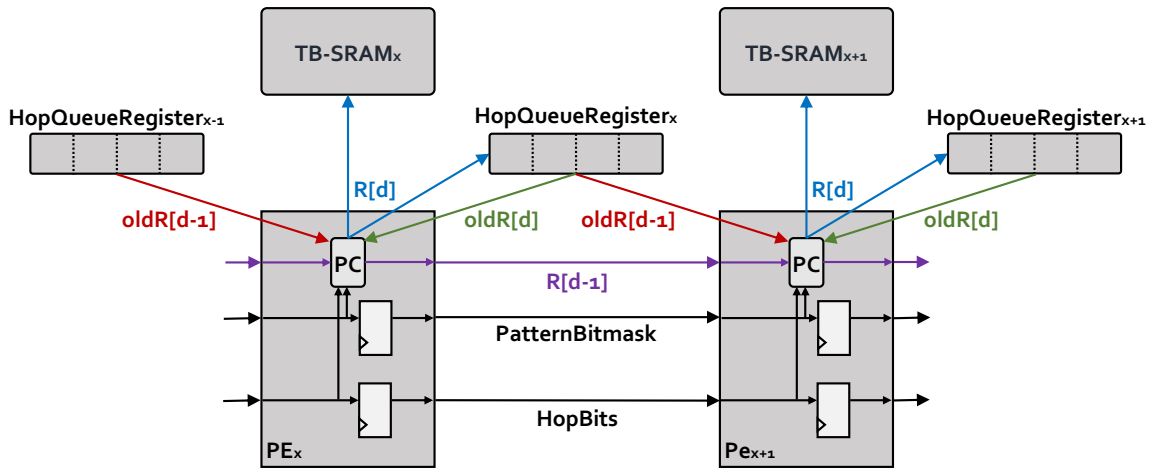 TB-SRAMx
TB-SRAMx+1
HopQueueRegisterx-1
HopQueueRegisterx
HopQueueRegisterx+1
R[d]
R[d]
oldR[d-1]
oldR[d]
oldR[d-1]
oldR[d]
PC
PC
R[d-1]
PatternBitmask
HopBits
PEx
Pex+1